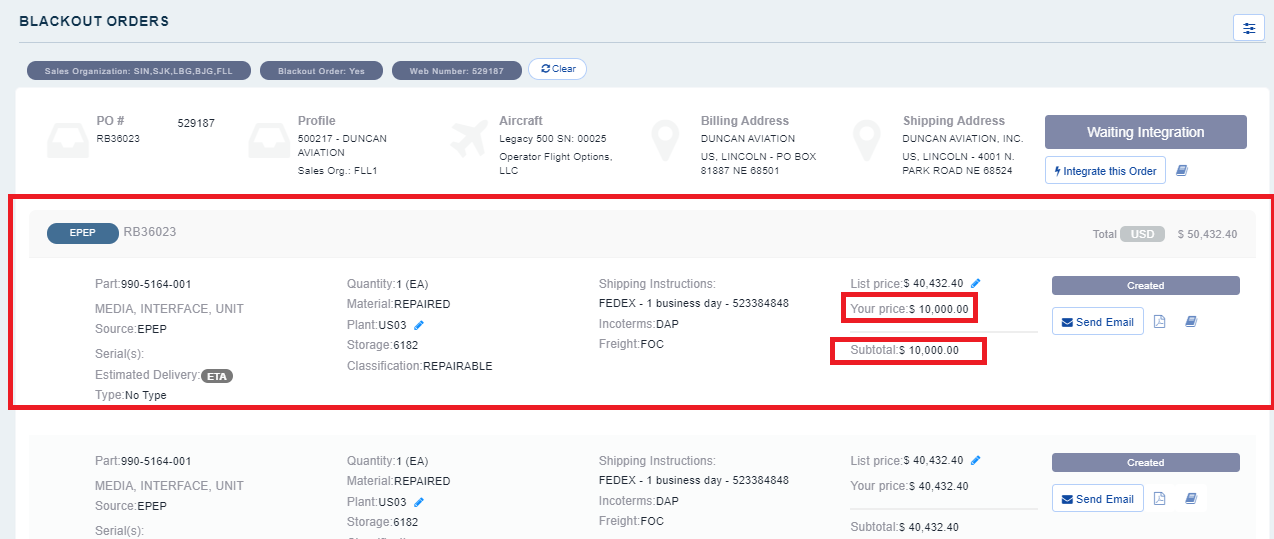 BLACKOUT ORDERS
Sales Organization: SIN,SJK,LBG,BJG,FLL
Blackout Order: Yes
Web Number: 529187
Clear
PO #
RB36023
529187
Profile
500217 - DUNCAN
AVIATION
Sales Org.: FLL1
Aircraft
Legacy 500 SN: 00025
Operator Flight Options,
LLC
Billing Address
DUNCAN AVIATION
US, LINCOLN - PO BOX
81887 NE 68501
Shipping Address
DUNCAN AVIATION, INC.
US, LINCOLN - 4001 N.
PARK ROAD NE 68524
Waiting Integration
Integrate this Order
EPEP
RB36023
Total USD $ 50,432.40
Part:990-5164-001
MEDIA, INTERFACE, UNIT
Source:EPEP
Serial(s):
Estimated Delivery:ETA
Type:No Type
Quantity:1 (EA)
Material:REPAIRED
Plant:US03
Storage:6182
Classification:REPAIRABLE
Shipping Instructions:
FEDEX - 1 business day - 523384848
Incoterms:DAP
Freight:FOC
List price:$ 40,432.40
Your price:$ 10,000.00
Subtotal:$ 10,000.00
Created
Send Email
Part:990-5164-001
MEDIA, INTERFACE, UNIT
Source:EPEP
Serial(s):
Quantity:1 (EA)
Material:REPAIRED
Plant:US03
Storage:6182
Shipping Instructions:
FEDEX - 1 business day - 523384848
Incoterms:DAP
Freight:FOC
List price:$ 40,432.40
Your price:$ 40,432.40
Subtotal:$ 40,432.40
Created
Send Email